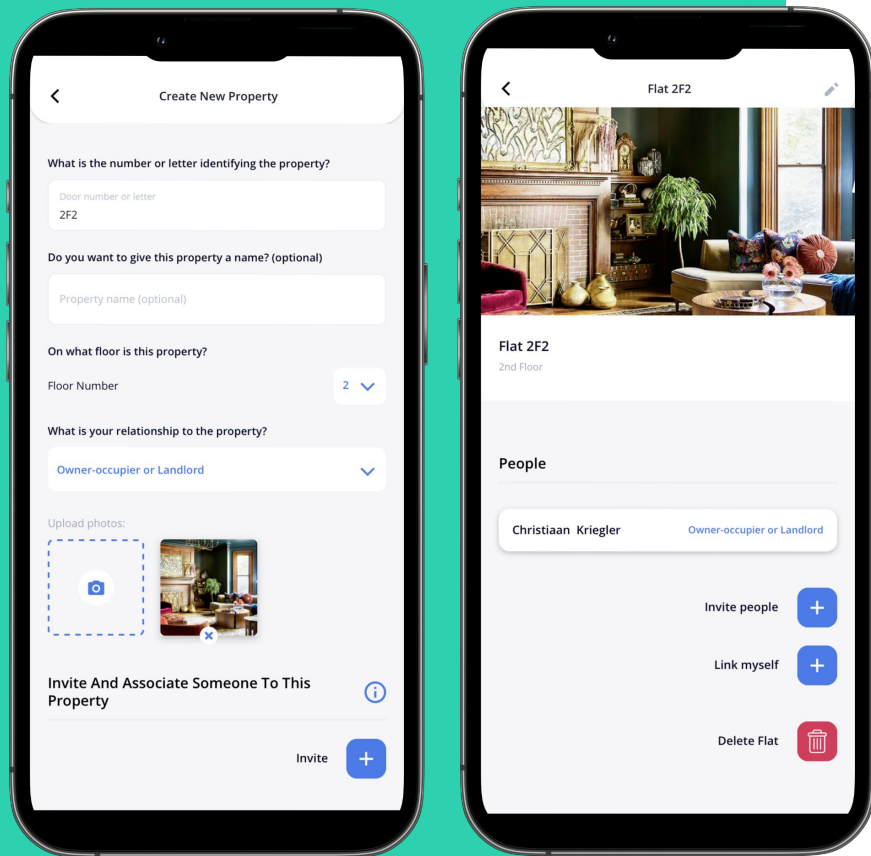 Create New Property
What is the number or letter identifying the property?
Door number or letter
2F2
Do you want to give this property a name? (optional)
Property name (optional)
On what floor is this property?
Floor Number
2
What is your relationship to the property?
Owner-occupier or Landlord
Upload photos:
Invite And Associate Someone To This
Property
Invite
Flat 2F2
Flat 2F2
2nd Floor
People
Christiaan Kriegler
Owner-occupier or Landlord
Invite people
Link myself
Delete Flat